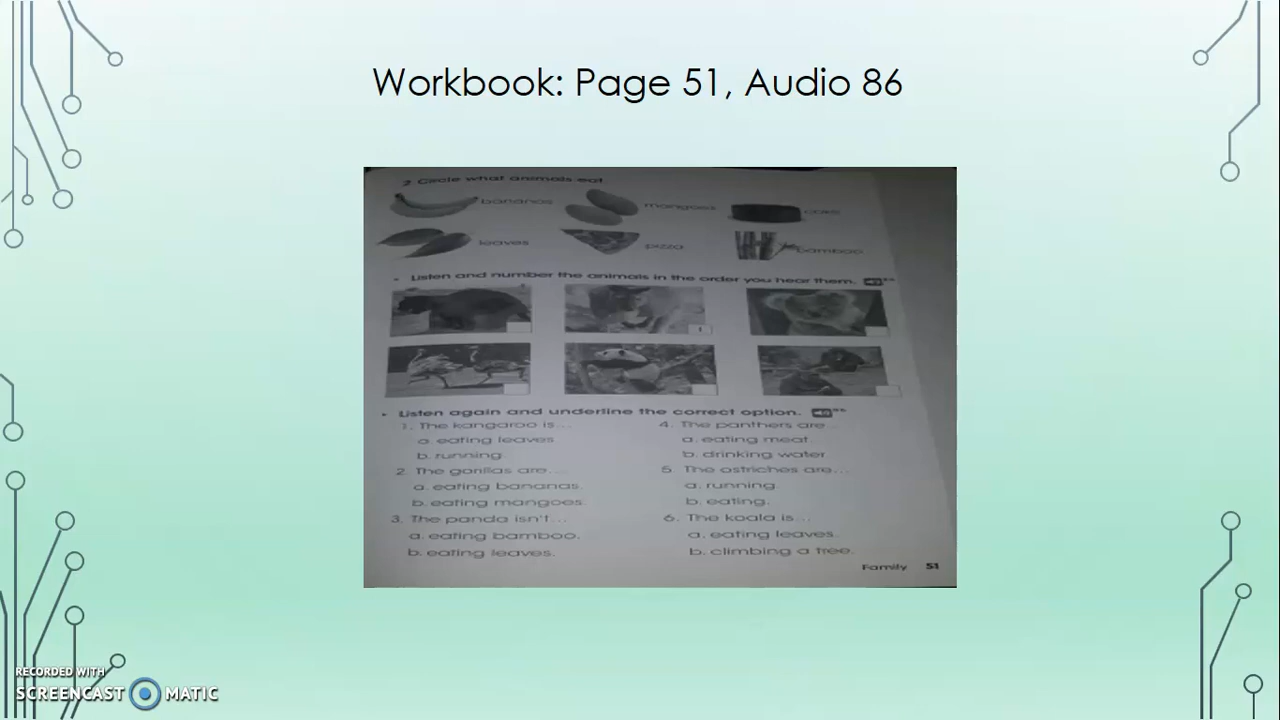 Workbook: Page 51, Audio 86
2 Circle what animals eat
bananas
mangoes
leaves
pizza
bamboo
Listen and number the animals in the order you hear them.
1
Listen again and underline the correct option.
1. The kangaroo is...
a. eating leaves.
b. running.
2. The gorillas are...
a. eating bananas.
b. eating mangoes.
3. The panda isn't...
a. eating bamboo.
b. eating leaves.
4. The panthers are...
a. eating meat.
b. drinking water
5. The ostriches are...
a. running
b. eating.
6. The koala is...
a. eating leaves.
b. climbing a tree.
Family 51
RECORDED WITH
SCREENCAST MATIC